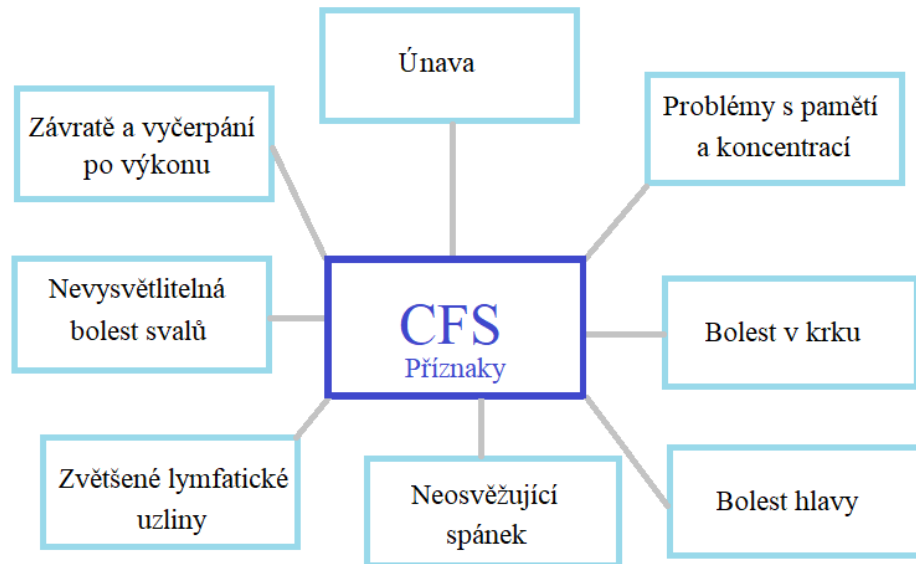 Únava
Závratě a vyčerpání
po výkonu
Problémy s pamětí
a koncentrací
Nevysvětlitelná
bolest svalů
CFS
Příznaky
Bolest v krku
Zvětšené lymfatické
uzliny
Neosvěžující
spánek
Bolest hlavy